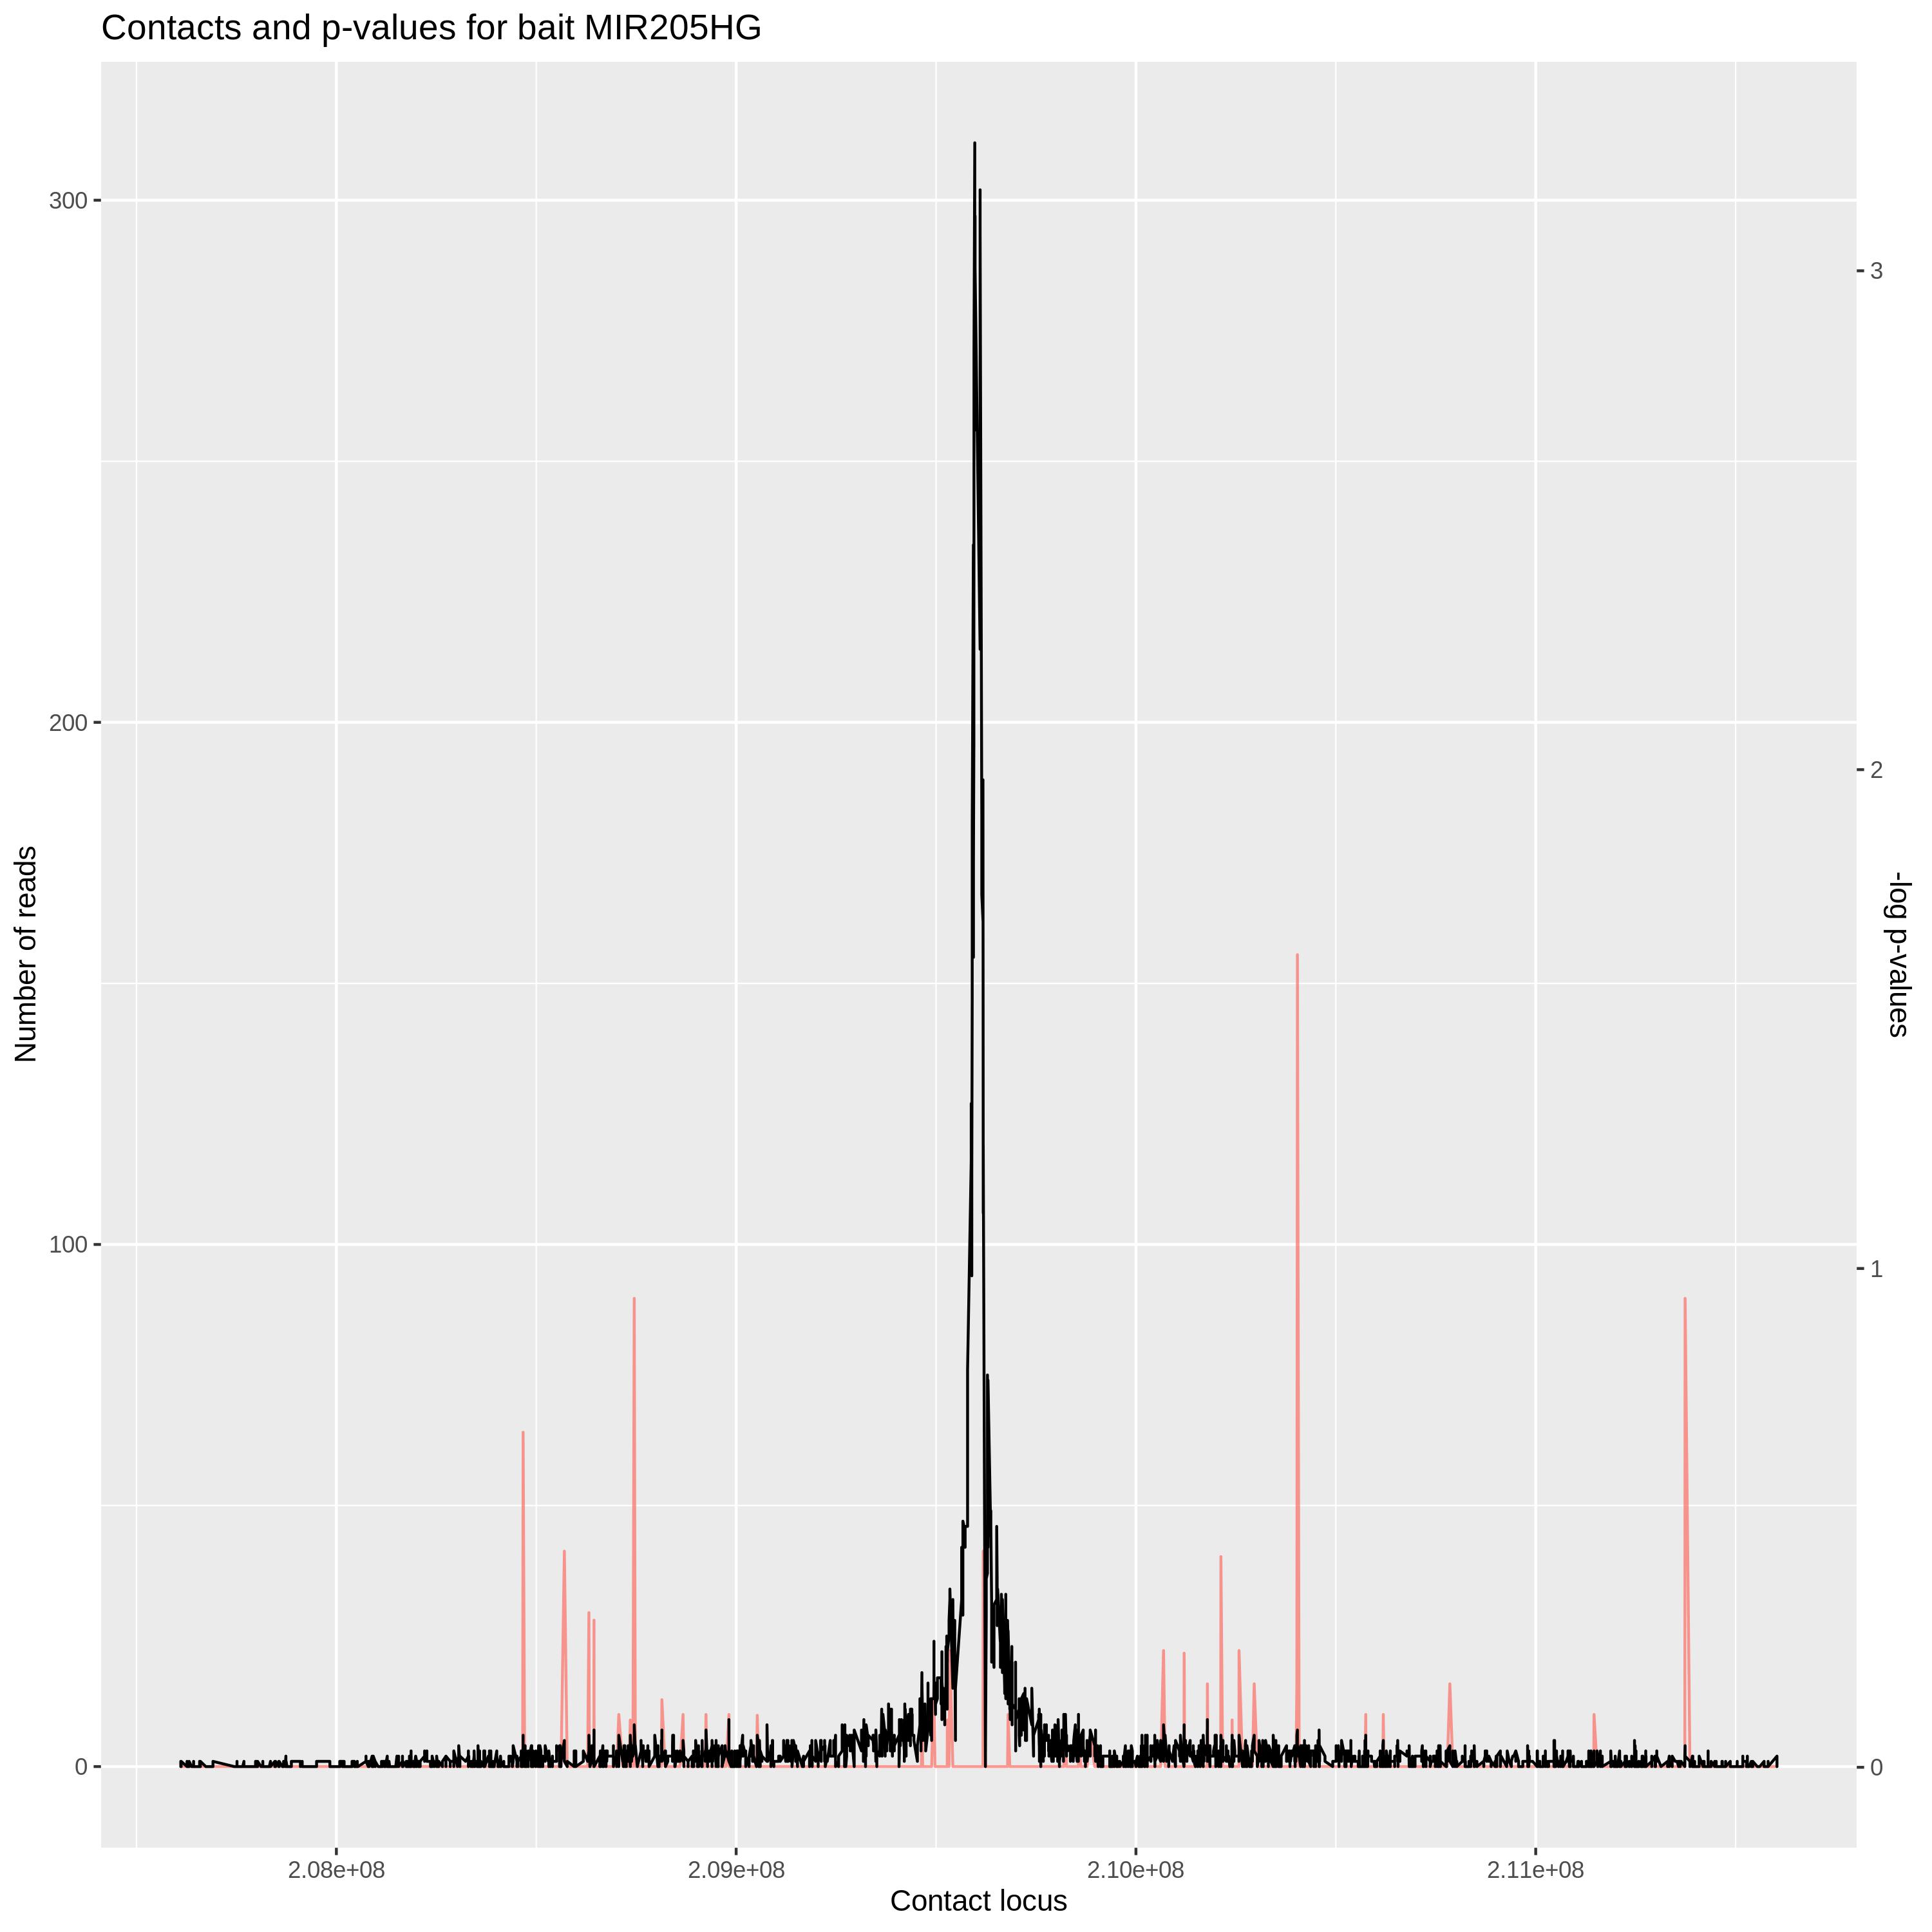 Contacts and p-values for bait MIR205HG
300
200
100
0
Number of reads
3
2
1
0
-log p-values
2.08e+08 2.09e+08 2.10e+08 2.11e+08
Contact locus